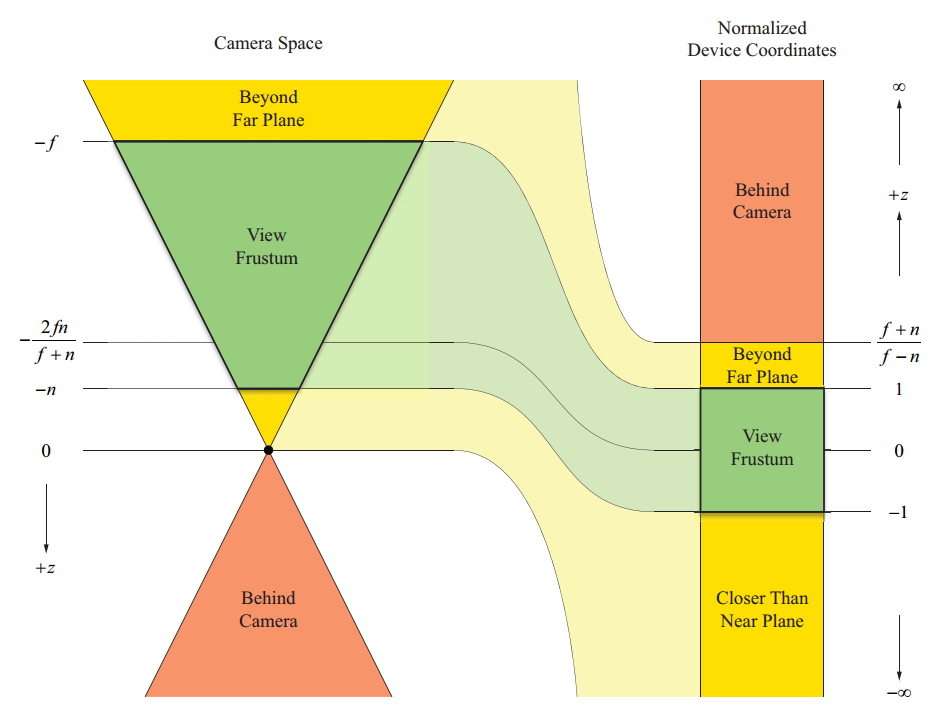 Camera Space
Normalized
Device Coordinates
Beyond
Far Plane
−f
View
Frustum
−2fn/(f + n)
−n
0
+z
Behind
Camera
Behind
Camera
Beyond
Far Plane
View
Frustum
Closer Than
Near Plane
∞
+z
(f + n)/(f − n)
1
0
−1
−∞